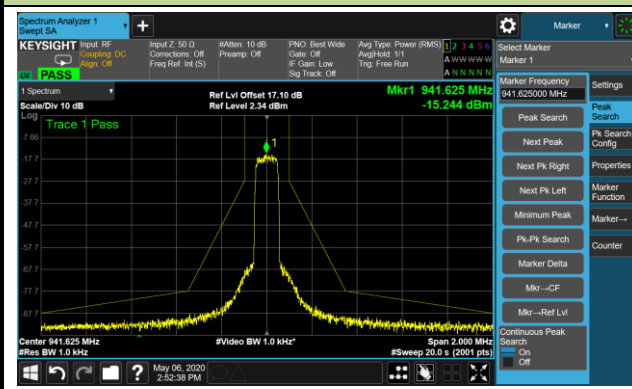 Spectrum Analyzer 1
Swept SA
+
Marker
KEYSIGHT
Input: RF
Coupling: DC
Align: Off
Input Z: 50 Ω
Corrections: Off
Freq Ref: Int (S)
#Atten: 10 dB
Preamp: Off
PNO: Best Wide
Gate: Off
IF Gain: Low
Sig Track: Off
Avg Type: Power (RMS)
Avg|Hold: 1/1
Trig: Free Run
1 2 3 4 5 6
A W W W W W
A N N N N N
PASS
Select Marker
Marker 1
1 Spectrum
Scale/Div 10 dB
Log
Ref Lvl Offset 17.10 dB
Ref Level 2.34 dBm
Mkr1 941.625 MHz
-15.244 dBm
Trace 1 Pass
1
-7.66
-17.7
-27.7
-37.7
-47.7
-57.7
-67.7
-77.7
-87.7
Center 941.625 MHz
#Res BW 1.0 kHz
#Video BW 1.0 kHz*
Span 2.000 MHz
#Sweep 20.0 s (2001 pts)
Marker Frequency
941.625000 MHz
Peak Search
Next Peak
Next Pk Right
Next Pk Left
Minimum Peak
Pk-Pk Search
Marker Delta
Mkr→CF
Mkr→Ref Lvl
Continuous Peak
Search
On
Off
Settings
Peak
Search
Pk Search
Config
Properties
Marker
Function
Marker→
Counter
?
May 06, 2020
2:52:38 PM